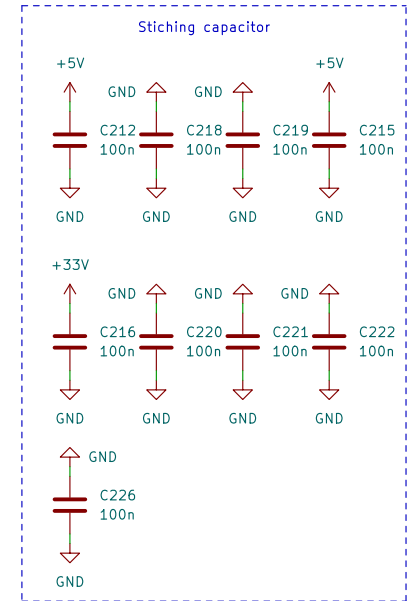 Stiching capacitor
+5V GND GND +5V
C212 C218 C219 C215
100n 100n 100n 100n
GND GND GND GND
+33V GND GND GND
C216 C220 C221 C222
100n 100n 100n 100n
GND GND GND GND
GND
C226
100n
GND